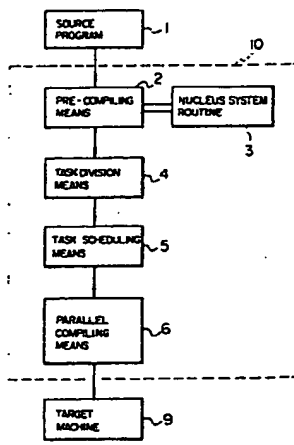 SOURCE
PROGRAM
1
10
2
PRE-COMPILING
MEANS
NUCLEUS SYSTEM
ROUTINE
3
TASK DIVISION
MEANS
4
TASK SCHEDULING
MEANS
5
PARALLEL
COMPILING
MEANS
6
TARGET
MACHINE
9